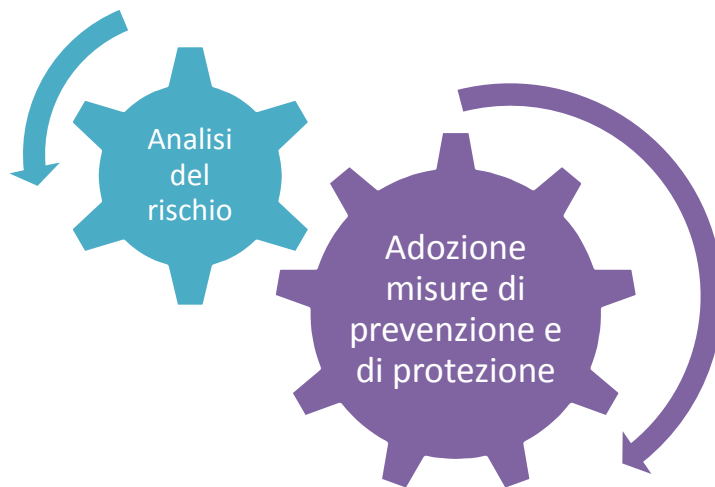 Analisi
del
rischio
Adozione
misure di
prevenzione e
di protezione